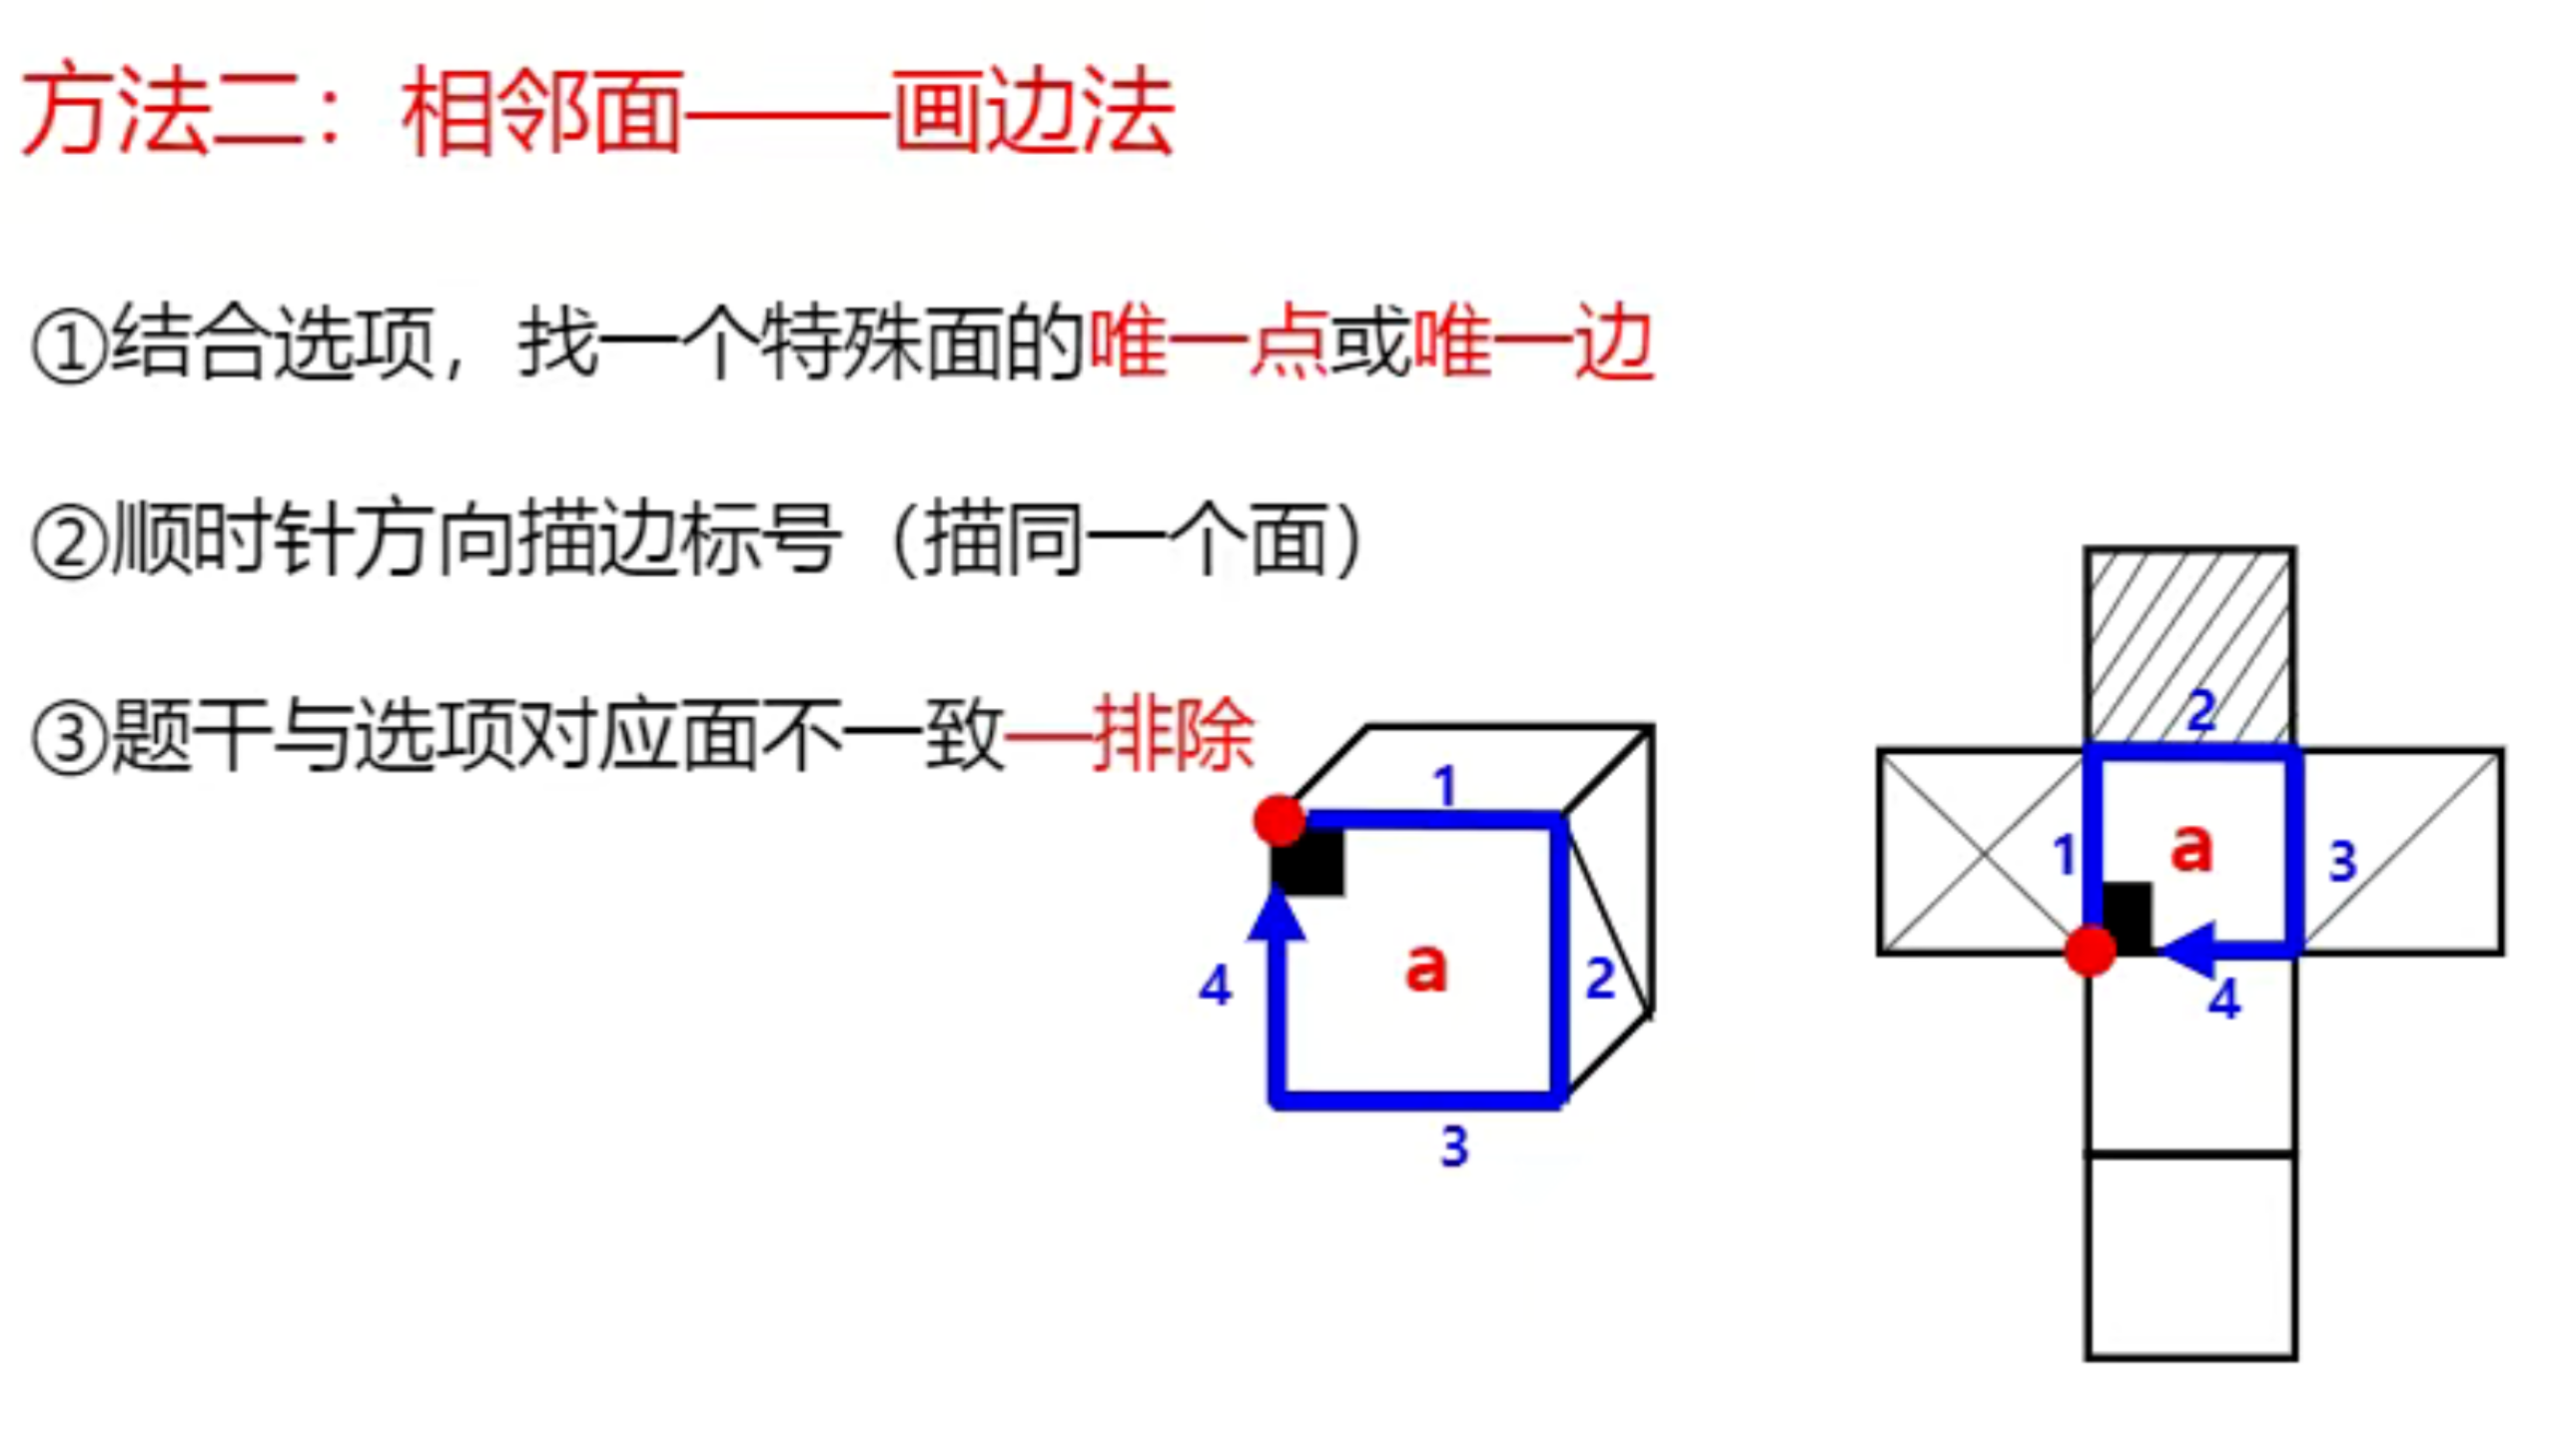 方法二：相邻面——画边法
①结合选项，找一个特殊面的唯一点或唯一边
②顺时针方向描边标号（描同一个面）
③题干与选项对应面不一致—排除
1
4
a
2
3
2
1
a
3
4